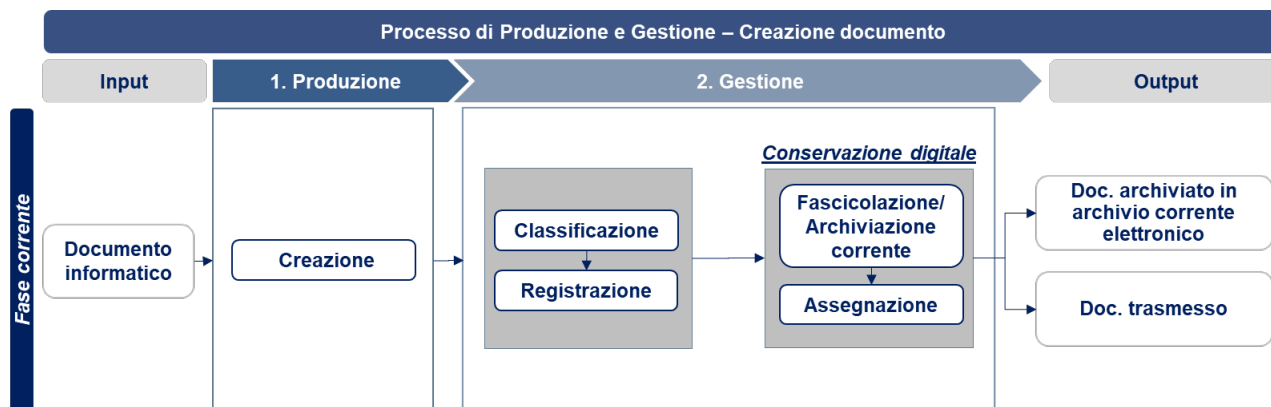 Processo di Produzione e Gestione – Creazione documento
Input
1. Produzione
2. Gestione
Output
Fase corrente
Documento
informatico
Creazione
Classificazione
Registrazione
Conservazione digitale
Fascicolazione/
Archiviazione
corrente
Assegnazione
Doc. archiviato in
archivio corrente
elettronico
Doc. trasmesso